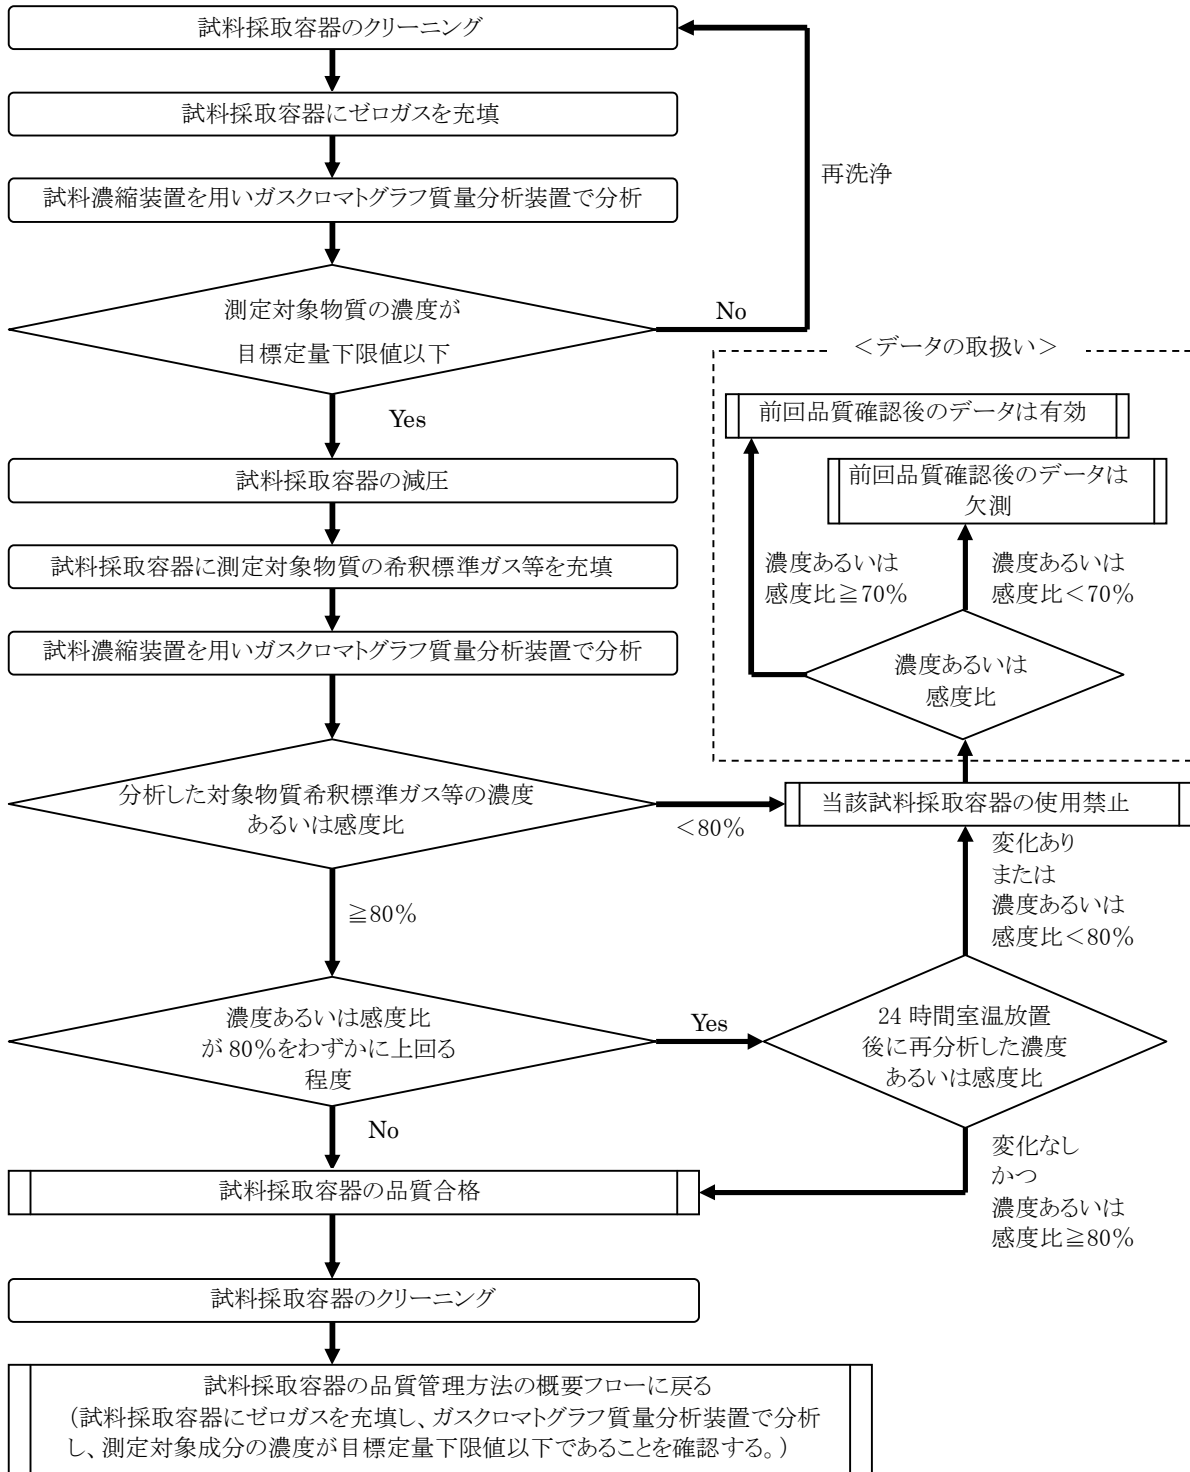 試料採取容器のクリーニング
試料採取容器にゼロガスを充填
再洗浄
試料濃縮装置を用いガスクロマトグラフ質量分析装置で分析
測定対象物質の濃度が
目標定量下限値以下
No
Yes
＜データの取扱い＞
前回品質確認後のデータは有効
前回品質確認後のデータは
欠測
試料採取容器の減圧
試料採取容器に測定対象物質の希釈標準ガス等を充填
濃度あるいは
感度比≧70%
濃度あるいは
感度比＜70%
試料濃縮装置を用いガスクロマトグラフ質量分析装置で分析
濃度あるいは
感度比
分析した対象物質希釈標準ガス等の濃度
あるいは感度比
＜80%
当該試料採取容器の使用禁止
≧80%
変化あり
または
濃度あるいは
感度比＜80%
濃度あるいは感度比
が 80%をわずかに上回る
程度
Yes
24 時間室温放置
後に再分析した濃度
あるいは感度比
No
変化なし
かつ
濃度あるいは
感度比≧80%
試料採取容器の品質合格
試料採取容器のクリーニング
試料採取容器の品質管理方法の概要フローに戻る
（試料採取容器にゼロガスを充填し、ガスクロマトグラフ質量分析装置で分析
し、測定対象成分の濃度が目標定量下限値以下であることを確認する。）